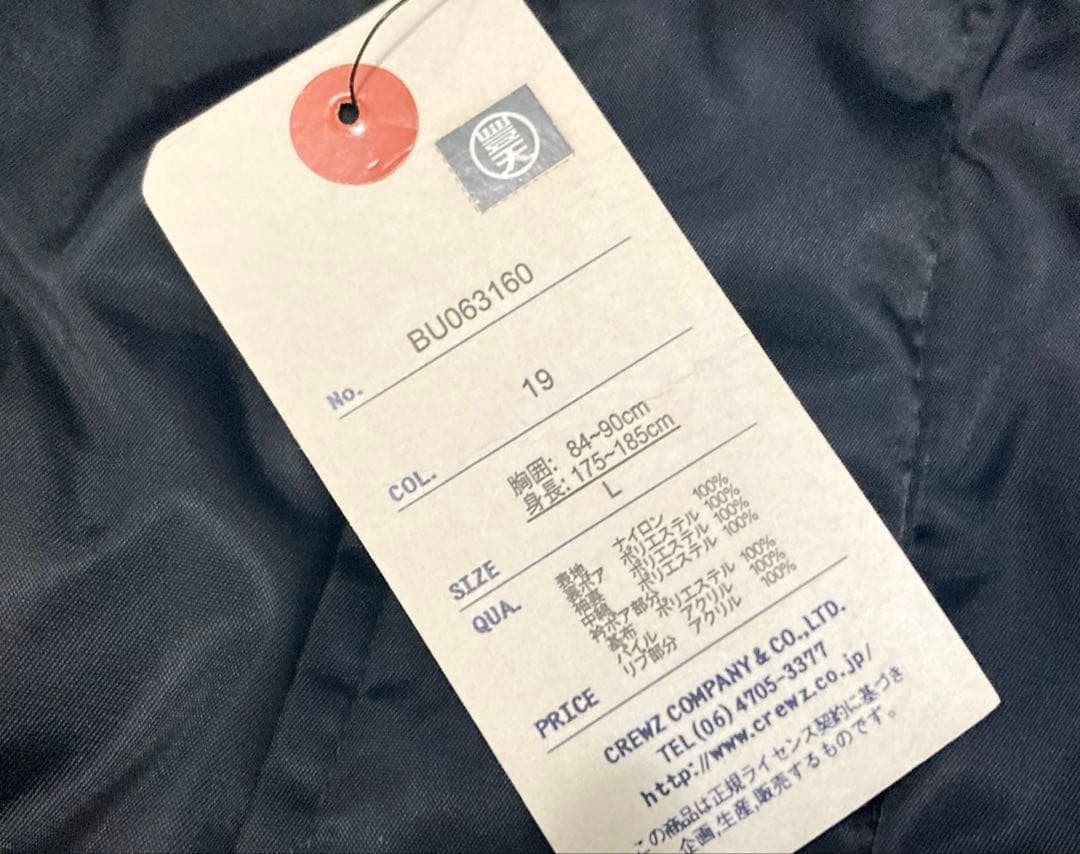 豊天
No. BU063160
COL. 19
胸囲: 84~90cm
身長: 175~185cm
SIZE L
QUA.
表地 ナイロン 100%
裏ボア ポリエステル 100%
袖裏 ポリエステル 100%
中綿 ポリエステル 100%
衿ボア部分
基布 ポリエステル 100%
パイル アクリル 100%
リブ部分 アクリル 100%
PRICE
CREWZ COMPANY & CO.,LTD.
TEL(06)4705-3377
http://www.crewz.co.jp/
この商品は正規ライセンス契約に基づき
企画,生産,販売するものです。